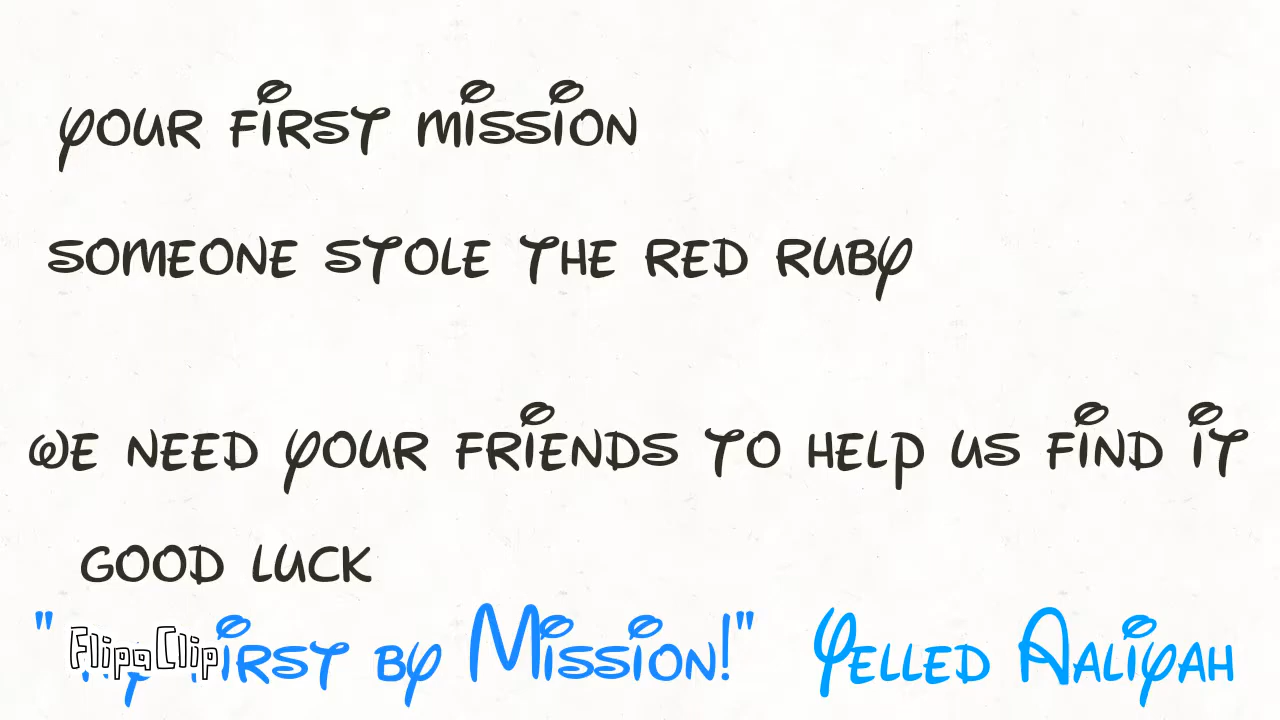 your first mission
someone stole the red ruby
we need your friends to help us find it
good luck
" irst by Mission!" Yelled Aaliyah
FlipaClip